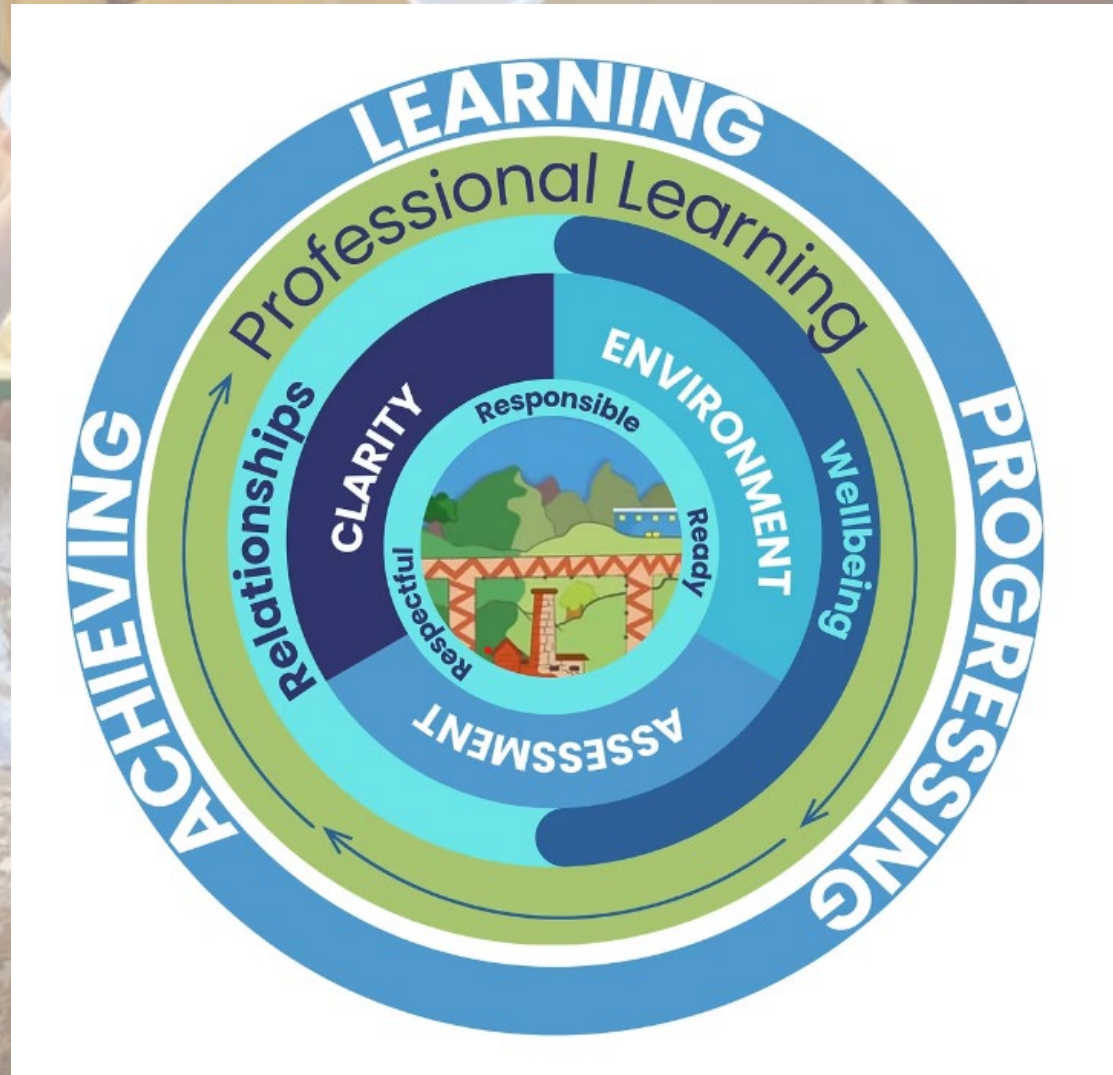 LEARNING
PROGRESSING
ACHIEVING
Professional Learning
Relationships
Wellbeing
CLARITY
ENVIRONMENT
ASSESSMENT
Responsible
Ready
Respectful